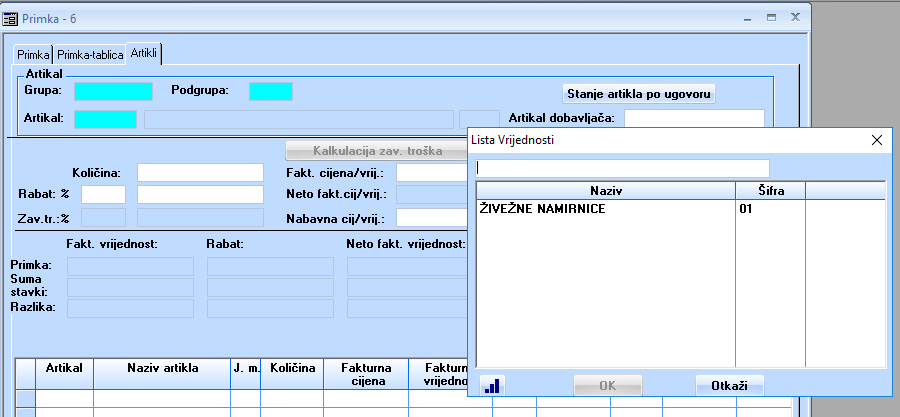 Primka - 6
Primka Primka-tablica Artikli
Artikal
Grupa: Podgrupa: Stanje artikla po ugovoru
Artikal: Artikal dobavljača:
Kalkulacija zav. troška
Količina: Fakt. cijena/vrij.:
Rabat: % Neto fakt.cij/vrij.:
Zav.tr.:% Nabavna cij/vrij.:
Fakt. vrijednost: Rabat: Neto fakt. vrijednost:
Primka:
Suma
stavki:
Razlika:
Artikal Naziv artikla J. m. Količina Fakturna
cijena Faktur
vrijedno
Lista Vrijednosti
Naziv Šifra
ŽIVEŽNE NAMIRNICE 01
OK Otkaži